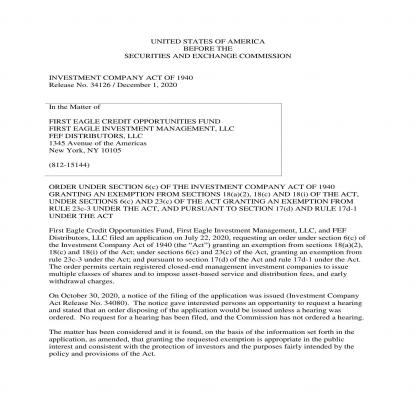 UNITED STATES OF AMERICA
BEFORE THE
SECURITIES AND EXCHANGE COMMISSION
INVESTMENT COMPANY ACT OF 1940
Release No. 34126 / December 1, 2020
In the Matter of
FIRST EAGLE CREDIT OPPORTUNITIES FUND
FIRST EAGLE INVESTMENT MANAGEMENT, LLC
FEF DISTRIBUTORS, LLC
1345 Avenue of the Americas
New York, NY 10105
(812-15144)
ORDER UNDER SECTION 6(c) OF THE INVESTMENT COMPANY ACT OF 1940
GRANTING AN EXEMPTION FROM SECTIONS 18(a)(2), 18(c) AND 18(i) OF THE ACT,
UNDER SECTIONS 6(c) AND 23(c) OF THE ACT GRANTING AN EXEMPTION FROM
RULE 23c-3 UNDER THE ACT, AND PURSUANT TO SECTION 17(d) AND RULE 17d-1
UNDER THE ACT
First Eagle Credit Opportunities Fund, First Eagle Investment Management, LLC, and FEF
Distributors, LLC filed an application on July 22, 2020, requesting an order under section 6(c) of
the Investment Company Act of 1940 (the "Act") granting an exemption from sections 18(a)(2),
18(c) and 18(i) of the Act; under sections 6(c) and 23(c) of the Act, granting an exemption from
rule 23c-3 under the Act; and pursuant to section 17(d) of the Act and rule 17d-1 under the Act.
The order permits certain registered closed-end management investment companies to issue
multiple classes of shares and to impose asset-based service and distribution fees, and early
withdrawal charges.
On October 30, 2020, a notice of the filing of the application was issued (Investment Company
Act Release No. 34080). The notice gave interested persons an opportunity to request a hearing
and stated that an order disposing of the application would be issued unless a hearing was
ordered. No request for a hearing has been filed, and the Commission has not ordered a hearing.
The matter has been considered and it is found, on the basis of the information set forth in the
application, as amended, that granting the requested exemption is appropriate in the public
interest and consistent with the protection of investors and the purposes fairly intended by the
policy and provisions of the Act.